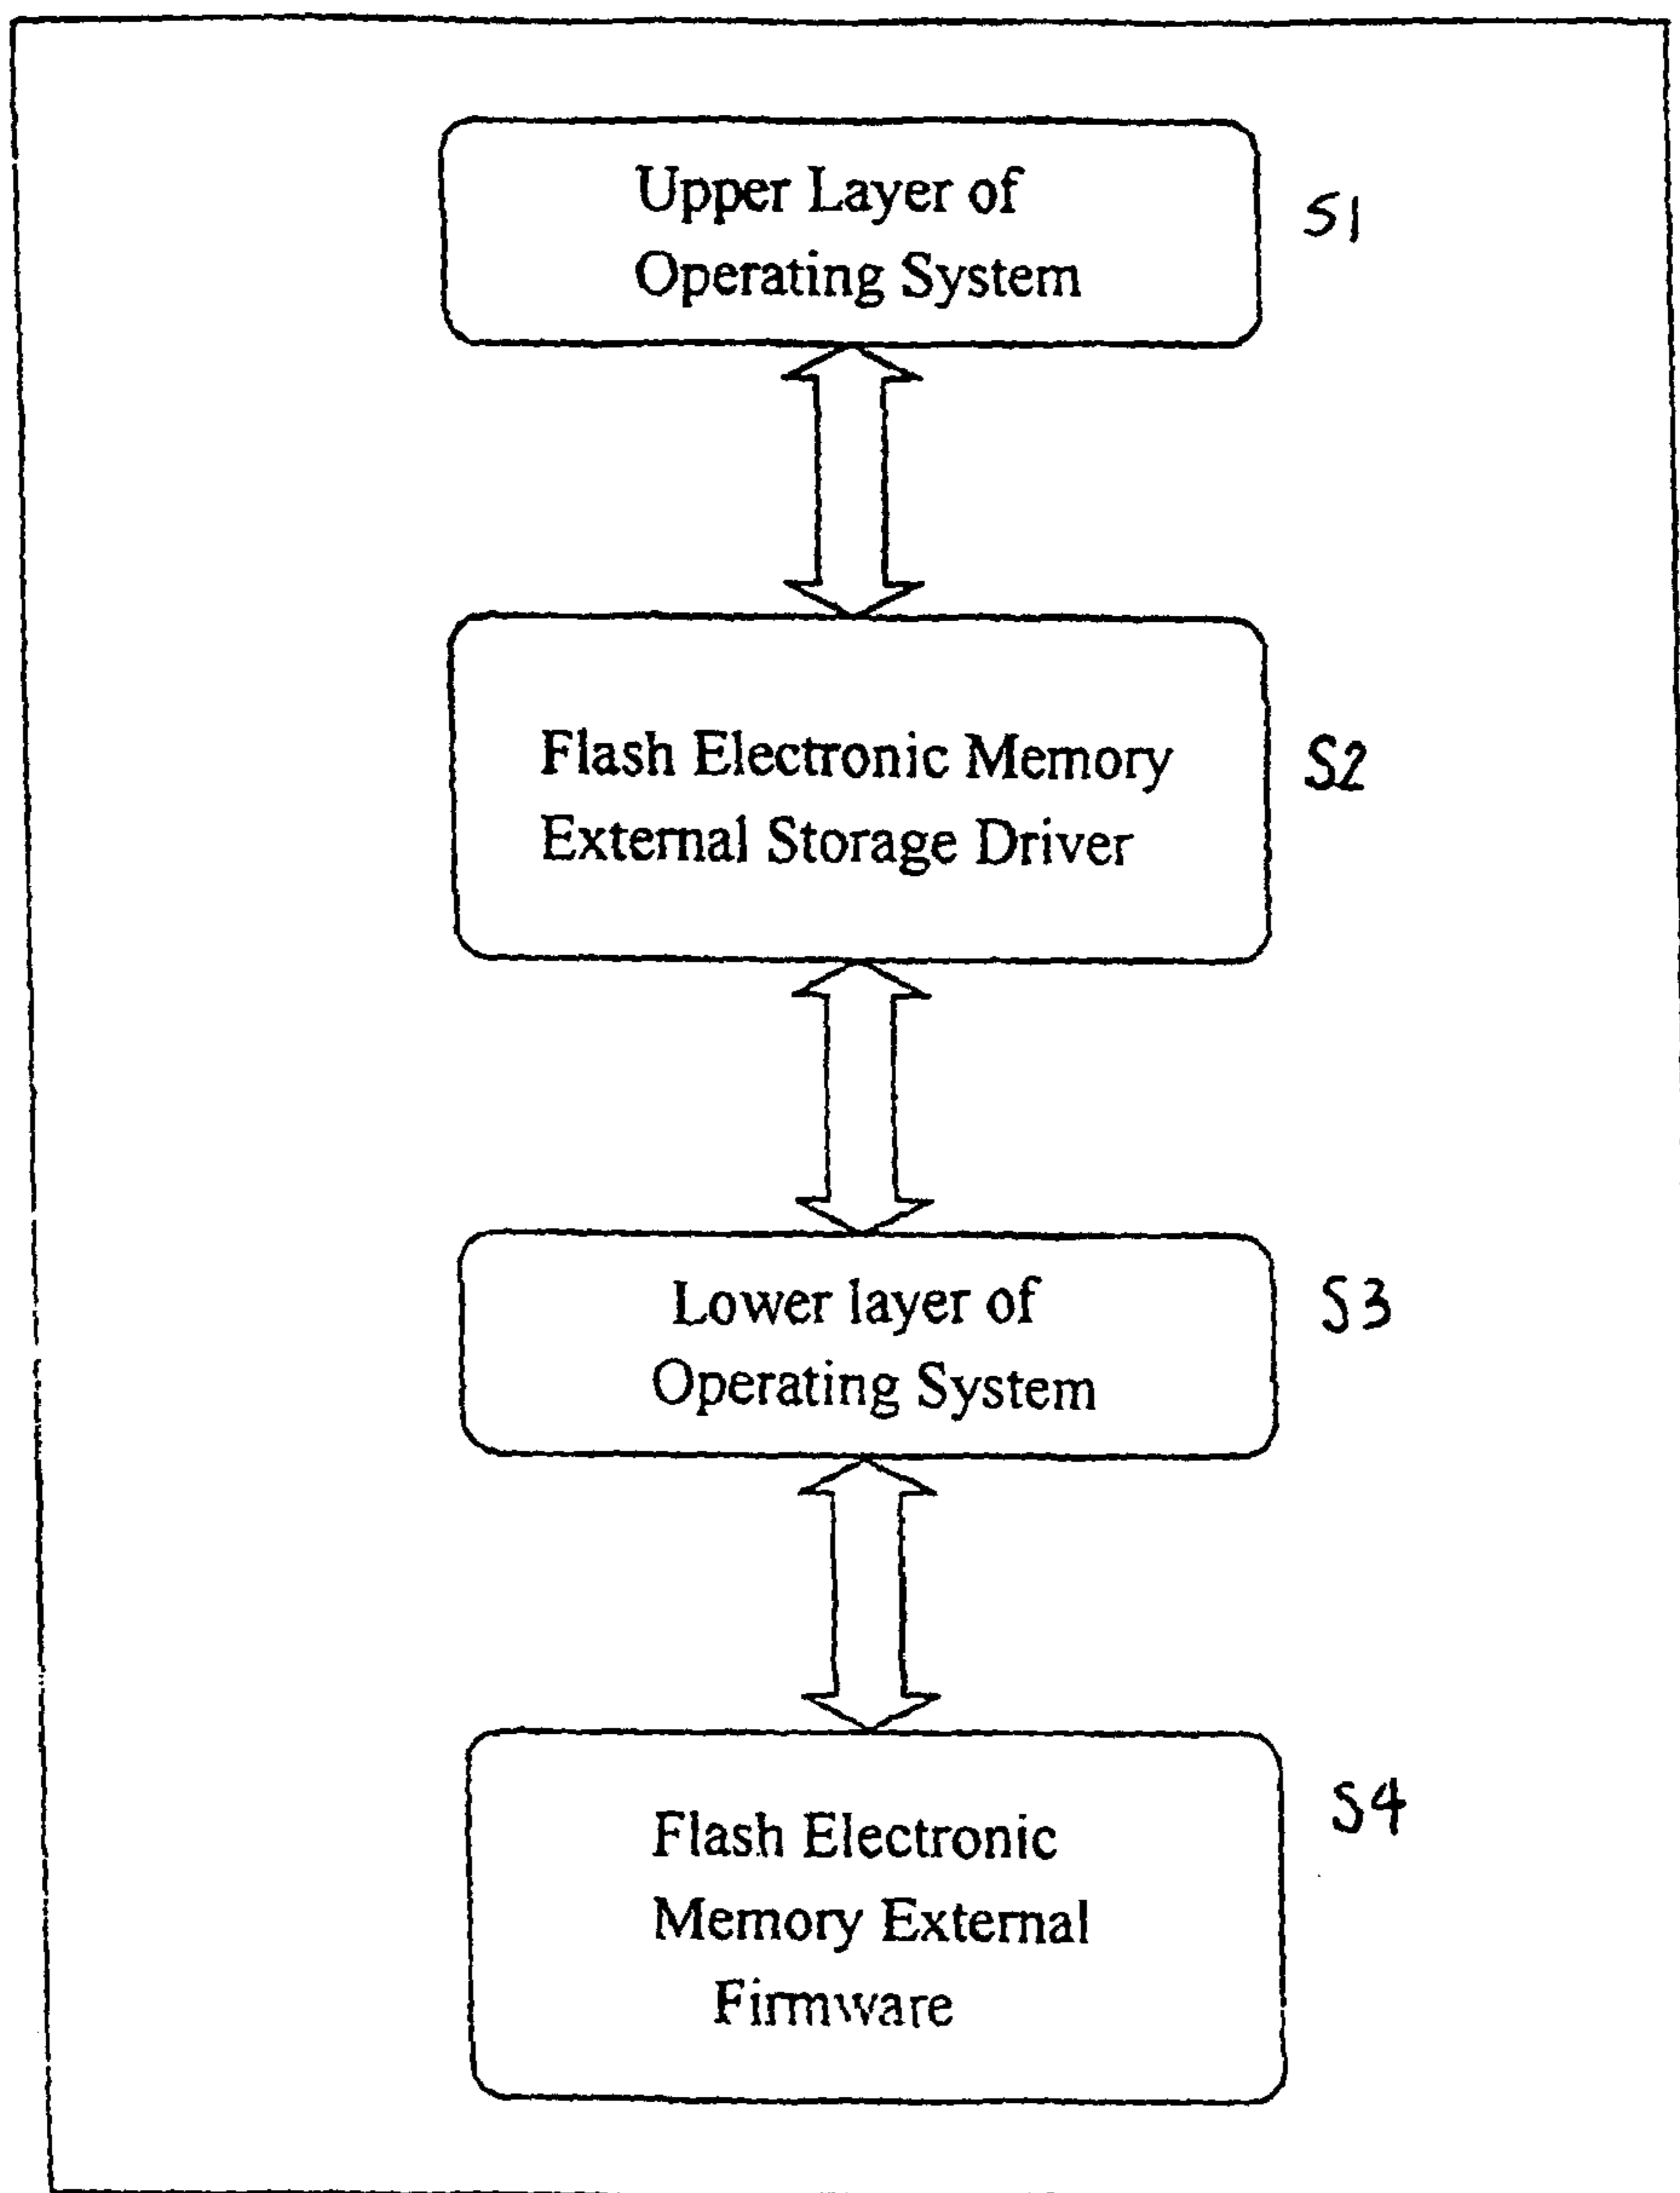 Upper Layer of
Operating System
S1
Flash Electronic Memory
External Storage Driver
S2
Lower layer of
Operating System
S3
Flash Electronic
Memory External
Firmware
S4